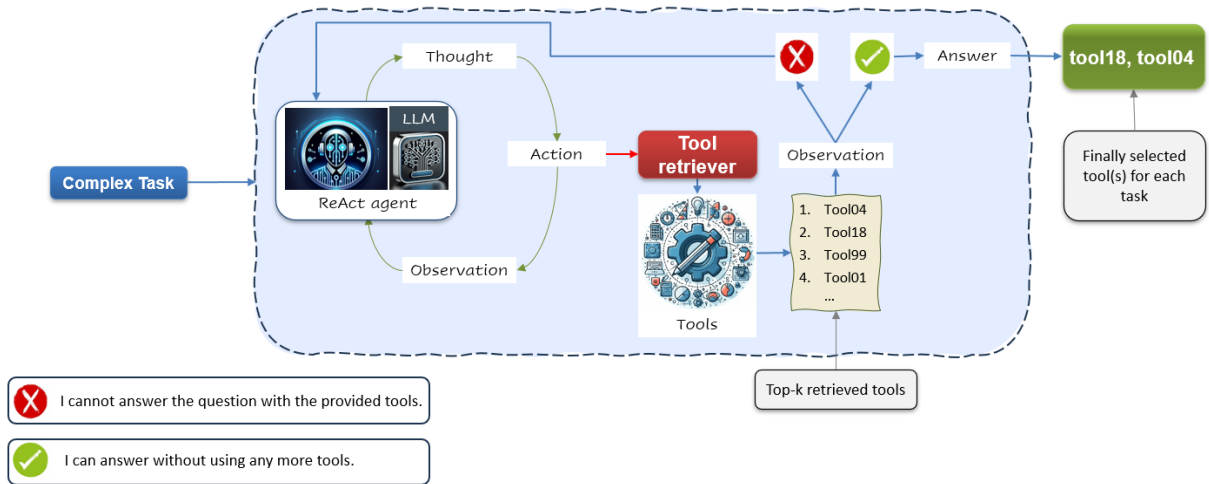 Thought
LLM
ReAct agent
Complex Task
Action
Observation
Tool
retriever
Tools
1. Tool04
2. Tool18
3. Tool99
4. Tool01
...
Observation
Answer
tool18, tool04
Finally selected
tool(s) for each
task
Top-k retrieved tools
I cannot answer the question with the provided tools.
I can answer without using any more tools.